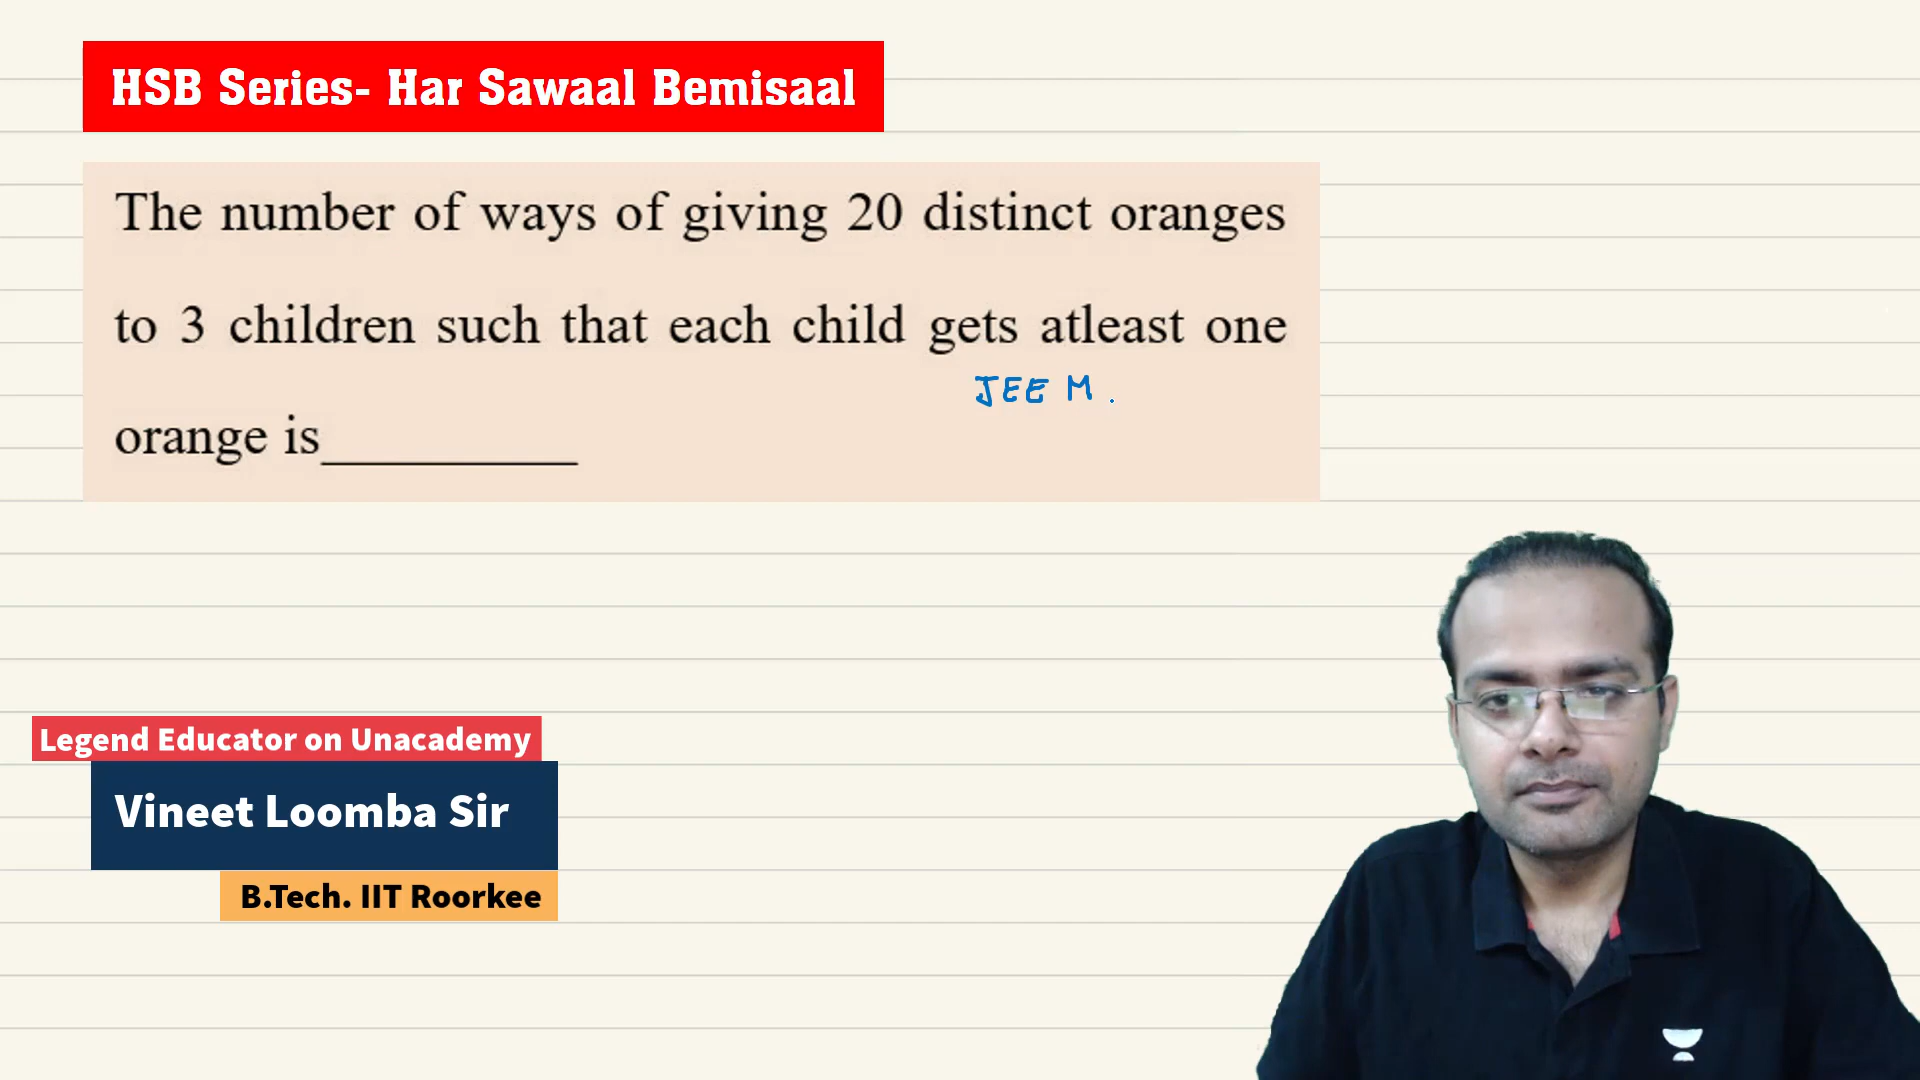 HSB Series- Har Sawaal Bemisaal
The number of ways of giving 20 distinct oranges
to 3 children such that each child gets atleast one
JEE M .
orange is__________
Legend Educator on Unacademy
Vineet Loomba Sir
B.Tech. IIT Roorkee